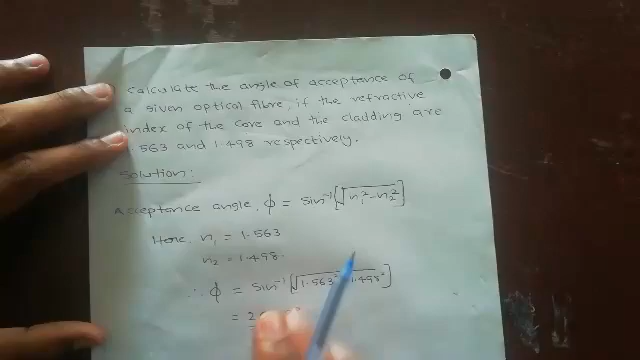 Calculate the angle of acceptance of
a given optical fibre, if the refractive
index of the core and the cladding are
563 and 1.498 respectively.
Solution:
Acceptance angle, ϕ = sin⁻¹[√n₁²-n₂²]
Here, n₁ = 1.563
n₂ = 1.498.
∴ ϕ = sin⁻¹[√1.563² 1.498²]
= 2